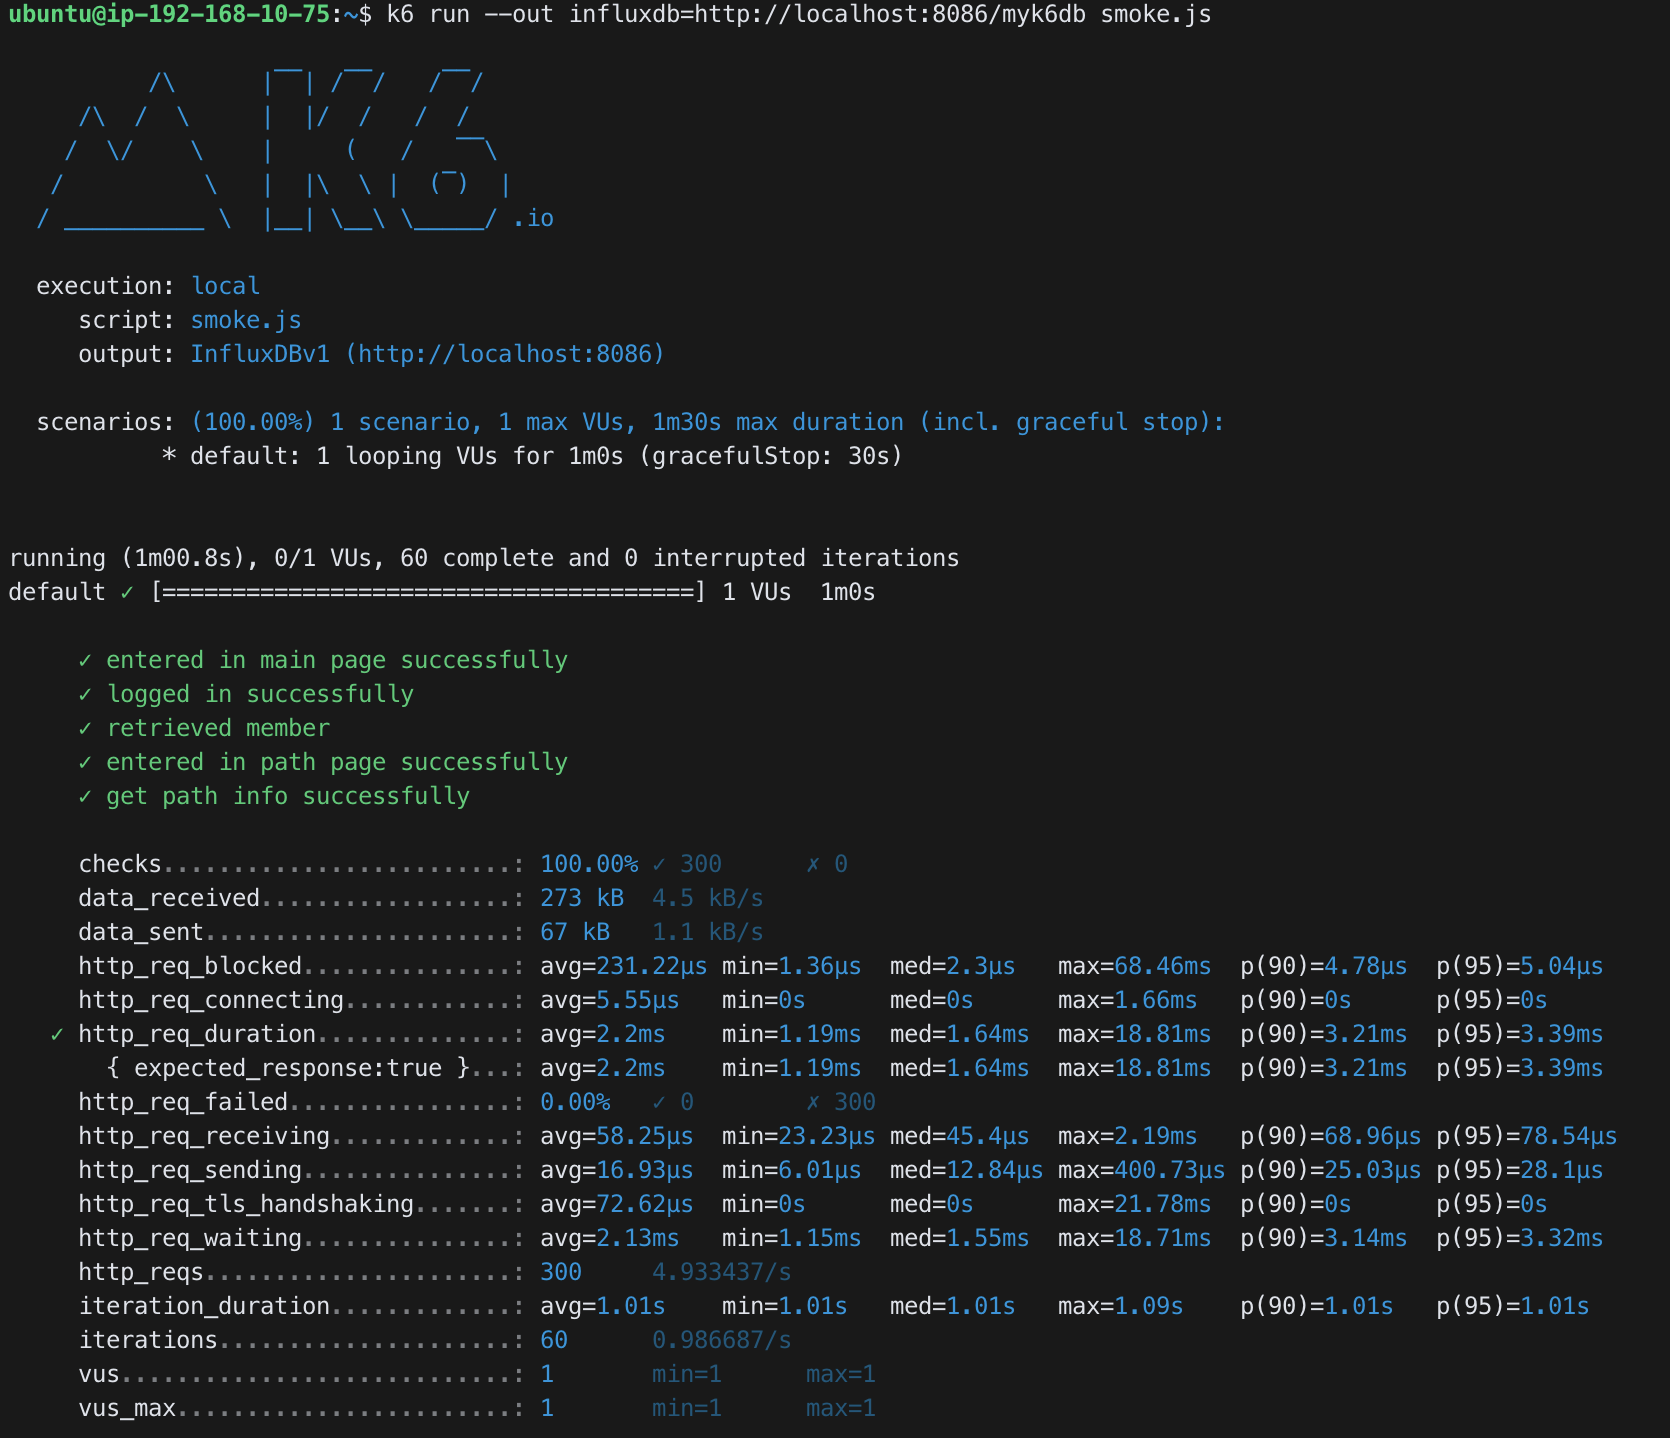 ubuntu@ip-192-168-10-75:~$ k6 run --out influxdb=http://localhost:8086/myk6db smoke.js
          /\      |‾‾| /‾‾/   /‾‾/
     /\  /  \     |  |/  /   /  /
    /  \/    \    |     (   /   ‾‾\
   /          \   |  |\  \ |  (‾)  |
  / __________ \  |__| \__\ \_____/ .io
execution: local
script: smoke.js
output: InfluxDBv1 (http://localhost:8086)
scenarios: (100.00%) 1 scenario, 1 max VUs, 1m30s max duration (incl. graceful stop):
* default: 1 looping VUs for 1m0s (gracefulStop: 30s)
running (1m00.8s), 0/1 VUs, 60 complete and 0 interrupted iterations
default ✓ [======================================] 1 VUs  1m0s
✓ entered in main page successfully
✓ logged in successfully
✓ retrieved member
✓ entered in path page successfully
✓ get path info successfully
checks.........................: 100.00% ✓ 300      ✗ 0
data_received..................: 273 kB  4.5 kB/s
data_sent......................: 67 kB   1.1 kB/s
http_req_blocked...............: avg=231.22µs min=1.36µs  med=2.3µs   max=68.46ms  p(90)=4.78µs  p(95)=5.04µs
http_req_connecting............: avg=5.55µs   min=0s      med=0s      max=1.66ms   p(90)=0s      p(95)=0s
✓ http_req_duration..............: avg=2.2ms    min=1.19ms  med=1.64ms  max=18.81ms  p(90)=3.21ms  p(95)=3.39ms
{ expected_response:true }...: avg=2.2ms    min=1.19ms  med=1.64ms  max=18.81ms  p(90)=3.21ms  p(95)=3.39ms
http_req_failed................: 0.00%   ✓ 0        ✗ 300
http_req_receiving.............: avg=58.25µs  min=23.23µs med=45.4µs  max=2.19ms   p(90)=68.96µs p(95)=78.54µs
http_req_sending...............: avg=16.93µs  min=6.01µs  med=12.84µs max=400.73µs p(90)=25.03µs p(95)=28.1µs
http_req_tls_handshaking.......: avg=72.62µs  min=0s      med=0s      max=21.78ms  p(90)=0s      p(95)=0s
http_req_waiting...............: avg=2.13ms   min=1.15ms  med=1.55ms  max=18.71ms  p(90)=3.14ms  p(95)=3.32ms
http_reqs......................: 300     4.933437/s
iteration_duration.............: avg=1.01s    min=1.01s   med=1.01s   max=1.09s    p(90)=1.01s   p(95)=1.01s
iterations.....................: 60      0.986687/s
vus............................: 1       min=1      max=1
vus_max........................: 1       min=1      max=1